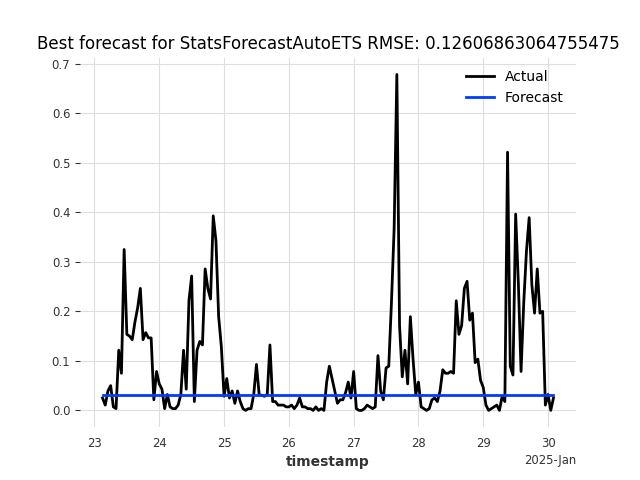 Best forecast for StatsForecastAutoETS RMSE: 0.12606863064755475
Actual
Forecast
0.7
0.6
0.5
0.4
0.3
0.2
0.1
0.0
23 24 25 26 27 28 29 30
timestamp
2025-Jan